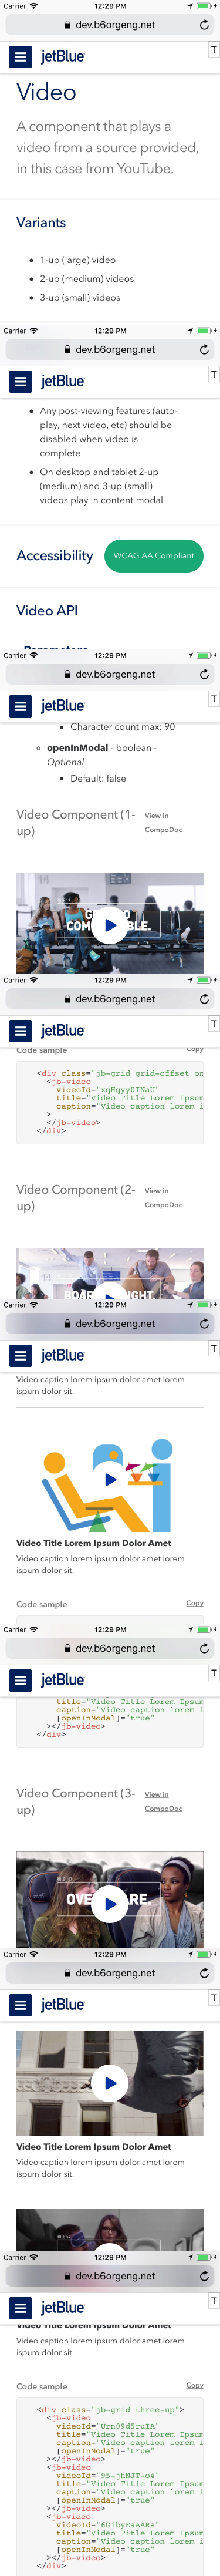 Carrier 12:29 PM
dev.b6orgeng.net
jetBlue
T
Video
A component that plays a
video from a source provided,
in this case from YouTube.
Variants
1-up (large) video
2-up (medium) videos
3-up (small) videos
Carrier 12:29 PM
dev.b6orgeng.net
jetBlue
T
Any post-viewing features (auto-
play, next video, etc) should be
disabled when video is
complete
On desktop and tablet 2-up
(medium) and 3-up (small)
videos play in content modal
Accessibility WCAG AA Compliant
Video API
Carrier 12:29 PM
dev.b6orgeng.net
jetBlue
T
Character count max: 90
openInModal - boolean -
Optional
Default: false
Video Component (1-
up)
View in
CompoDoc
Carrier 12:29 PM
dev.b6orgeng.net
jetBlue
T
Code sample Copy
<div class="jb-grid grid-offset on
<jb-video
videoId="xqHqyy0INaU"
title="Video Title Lorem Ipsum
caption="Video caption lorem i
>
</jb-video>
</div>
Video Component (2-
up)
View in
CompoDoc
Carrier 12:29 PM
dev.b6orgeng.net
jetBlue
T
Video caption lorem ipsum dolor amet lorem
ispum dolor sit.
Video Title Lorem Ipsum Dolor Amet
Video caption lorem ipsum dolor amet lorem
ispum dolor sit.
Code sample Copy
Carrier 12:29 PM
dev.b6orgeng.net
jetBlue
T
title="Video Title Lorem Ipsum
caption="Video caption lorem i
[openInModal]="true"
></jb-video>
</div>
Video Component (3-
up)
View in
CompoDoc
Carrier 12:29 PM
dev.b6orgeng.net
jetBlue
T
Video Title Lorem Ipsum Dolor Amet
Video caption lorem ipsum dolor amet lorem
ispum dolor sit.
Carrier 12:29 PM
dev.b6orgeng.net
jetBlue
T
Video Title Lorem Ipsum Dolor Amet
Video caption lorem ipsum dolor amet lorem
ispum dolor sit.
Code sample Copy
<div class="jb-grid three-up">
<jb-video
videoId="Urn09d5ruIA"
title="Video Title Lorem Ipsum
caption="Video caption lorem i
[openInModal]="true"
></jb-video>
<jb-video
videoId="95-jhNJT-o4"
title="Video Title Lorem Ipsum
caption="Video caption lorem i
[openInModal]="true"
></jb-video>
<jb-video
videoId="6GibyEaAARs"
title="Video Title Lorem Ipsum
caption="Video caption lorem i
[openInModal]="true"
></jb-video>
</div>